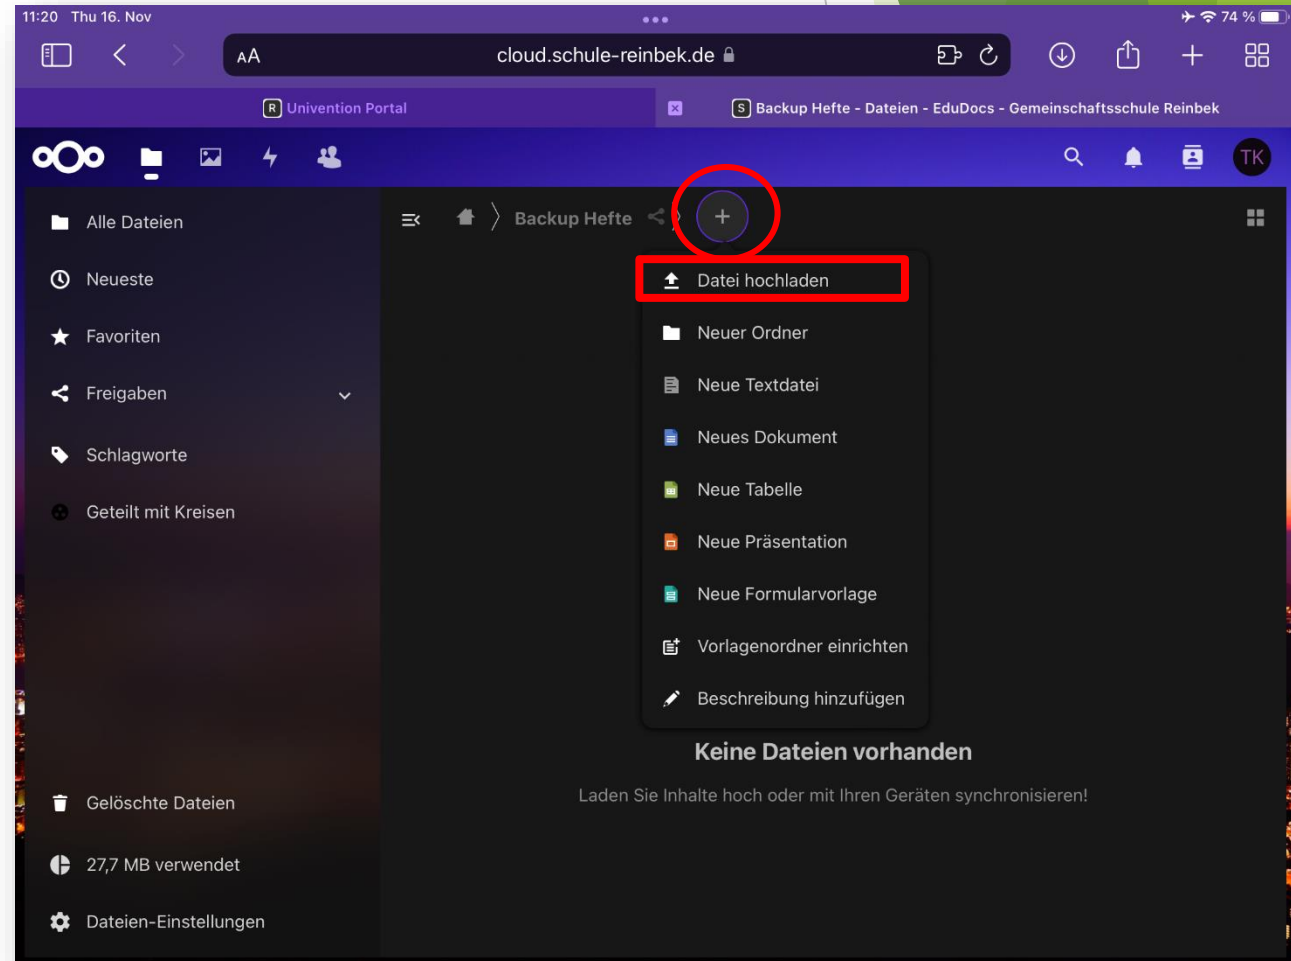 11:20 Thu 16. Nov
74 %
AA
cloud.schule-reinbek.de
R Univention Portal
S Backup Hefte - Dateien - EduDocs - Gemeinschaftsschule Reinbek
TK
Alle Dateien
Neueste
Favoriten
Freigaben
Schlagworte
Geteilt mit Kreisen
Gelöschte Dateien
27,7 MB verwendet
Dateien-Einstellungen
Backup Hefte
Datei hochladen
Neuer Ordner
Neue Textdatei
Neues Dokument
Neue Tabelle
Neue Präsentation
Neue Formularvorlage
Vorlagenordner einrichten
Beschreibung hinzufügen
Keine Dateien vorhanden
Laden Sie Inhalte hoch oder mit Ihren Geräten synchronisieren!